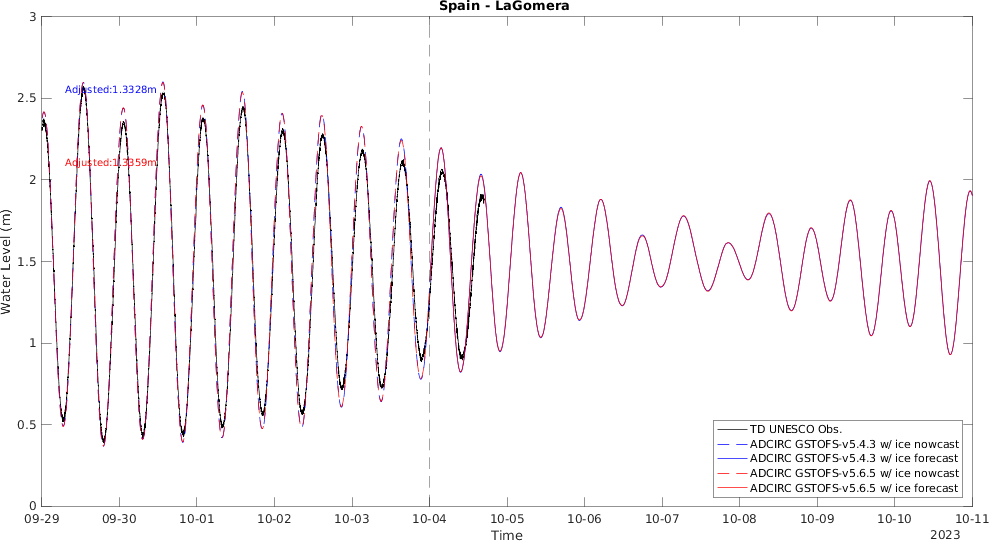 Spain - LaGomera
3
2.5
2
1.5
1
0.5
0
Water Level (m)
Adjusted:1.3328m
Adjusted:1.3359m
TD UNESCO Obs.
ADCIRC GSTOFS-v5.4.3 w/ ice nowcast
ADCIRC GSTOFS-v5.4.3 w/ ice forecast
ADCIRC GSTOFS-v5.6.5 w/ ice nowcast
ADCIRC GSTOFS-v5.6.5 w/ ice forecast
09-29 09-30 10-01 10-02 10-03 10-04 10-05 10-06 10-07 10-08 10-09 10-10 10-11
Time
2023